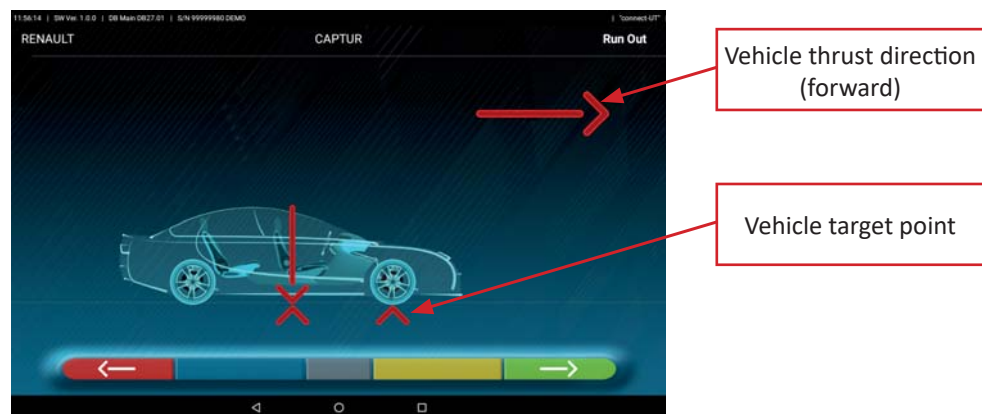 11:56:14 | SW Ver. 1.0.0 | DB Main DB27.01 | S/N 99999980 DEMO | "connect-UT"
RENAULT CAPTUR Run Out
Vehicle thrust direction
(forward)
Vehicle target point